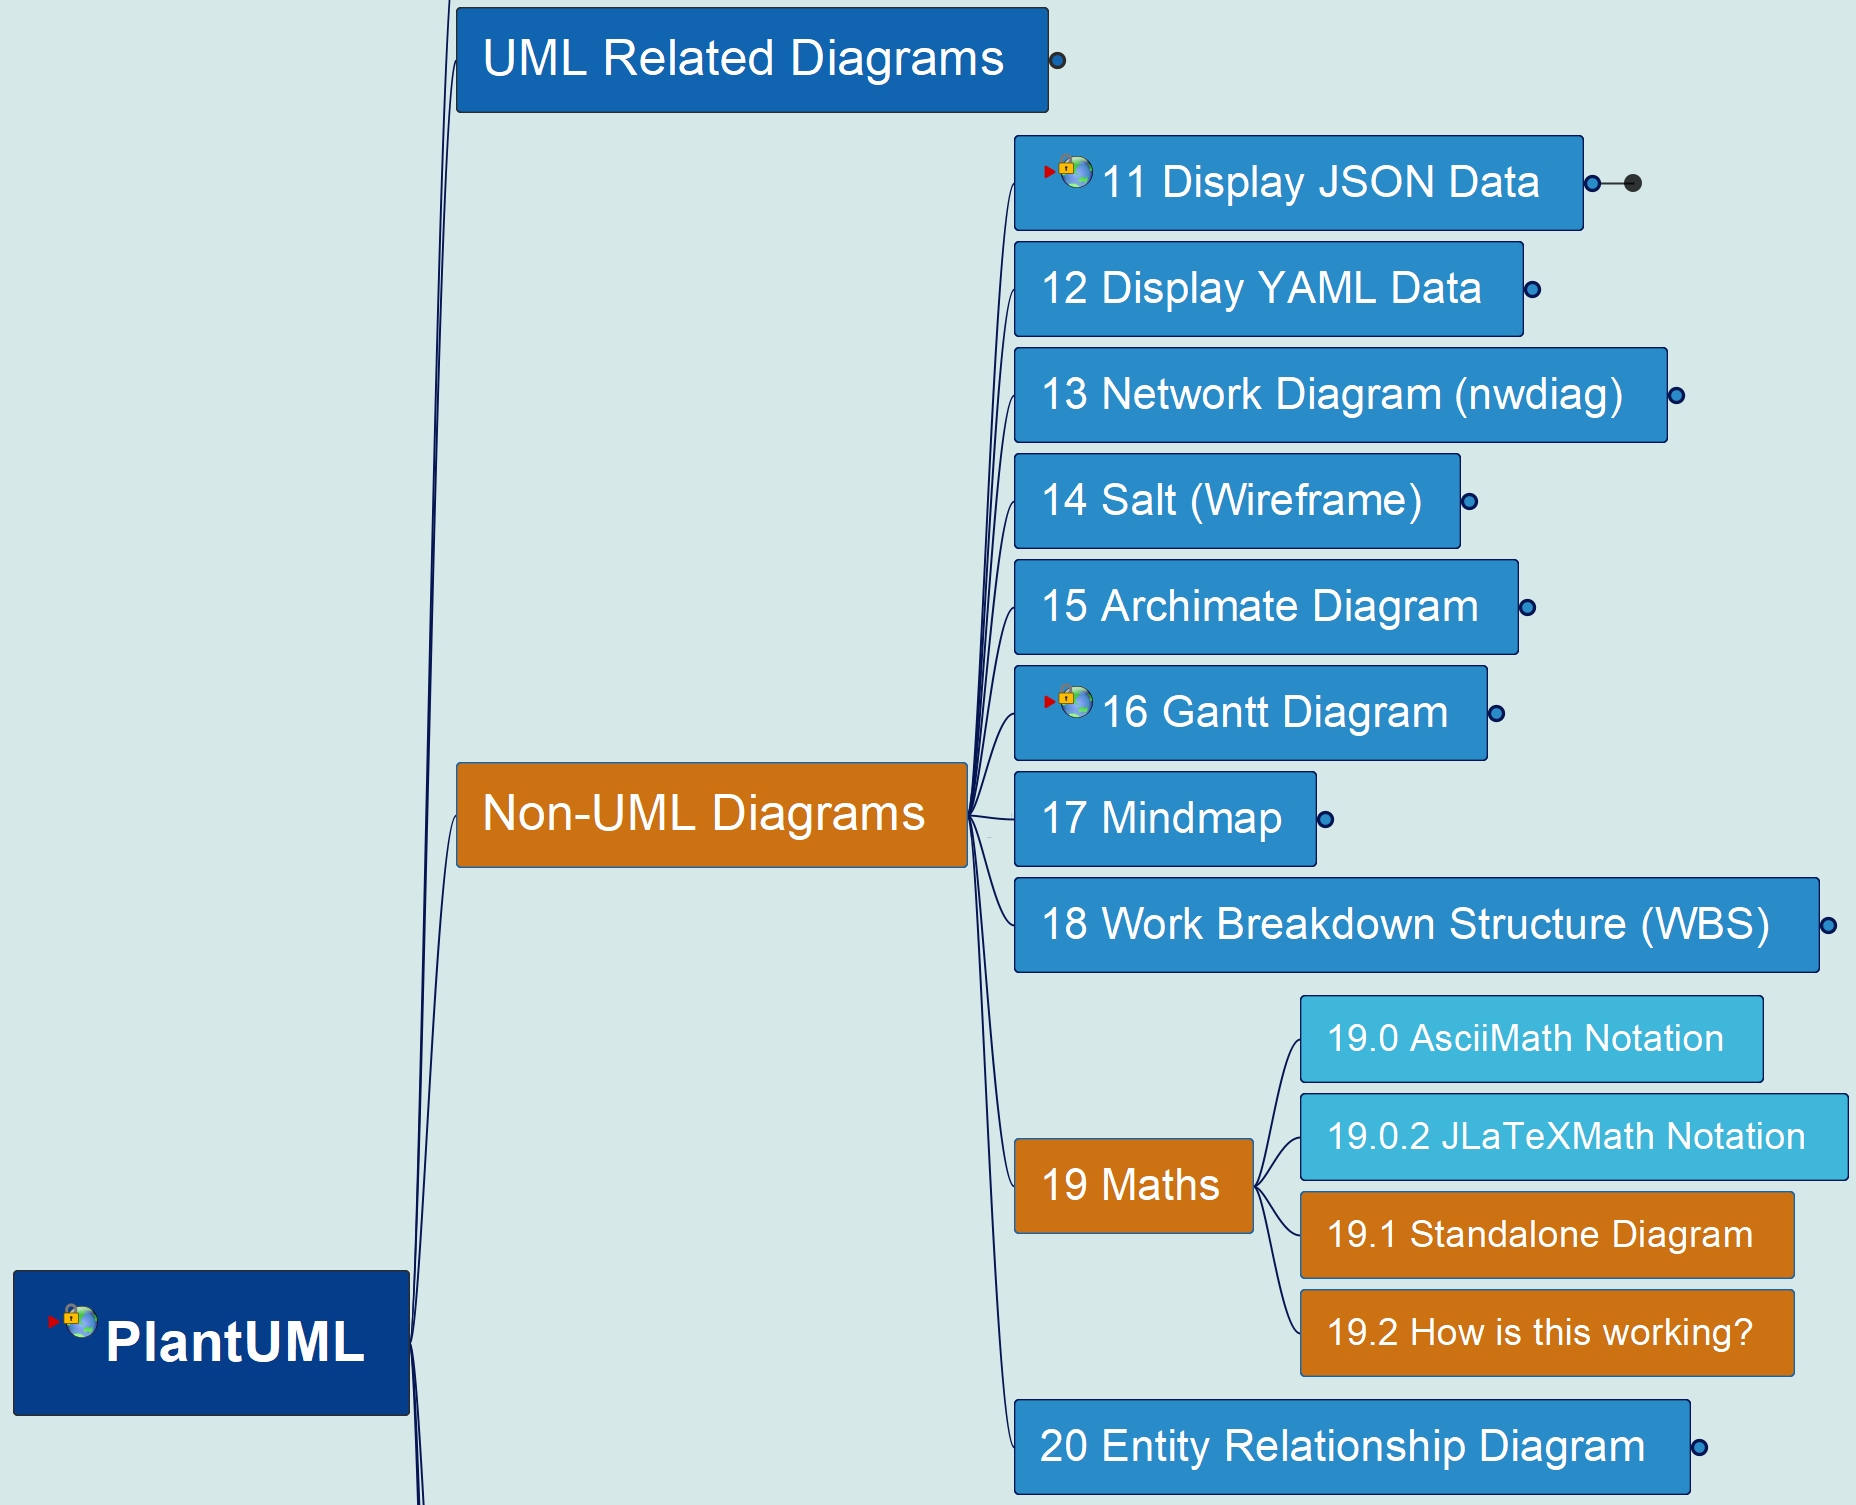 UML Related Diagrams
11 Display JSON Data
12 Display YAML Data
13 Network Diagram (nwdiag)
14 Salt (Wireframe)
15 Archimate Diagram
16 Gantt Diagram
Non-UML Diagrams
17 Mindmap
18 Work Breakdown Structure (WBS)
19.0 AsciiMath Notation
19.0.2 JLaTeXMath Notation
19 Maths
19.1 Standalone Diagram
19.2 How is this working?
PlantUML
20 Entity Relationship Diagram